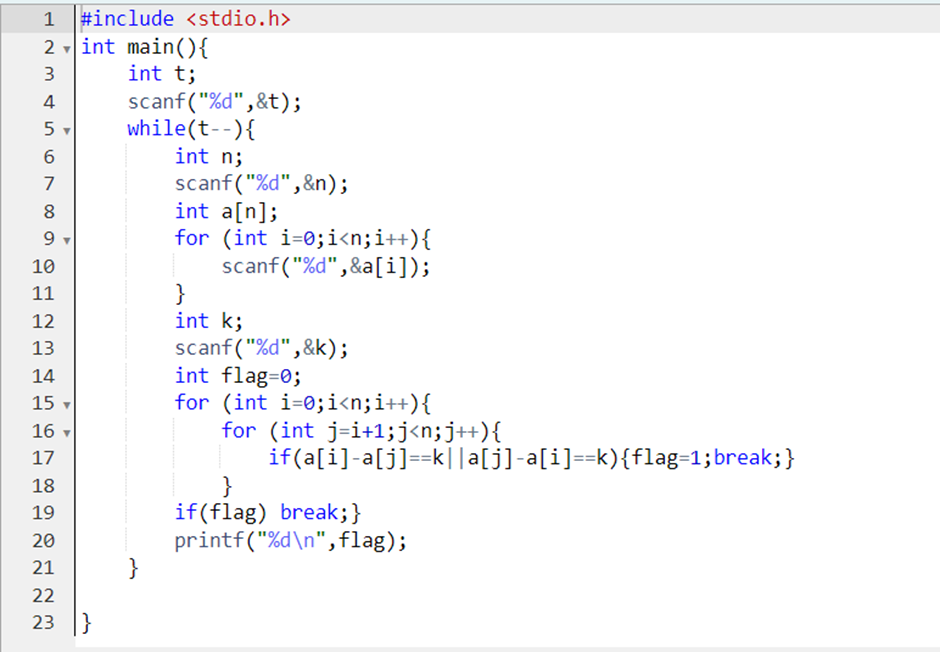 1 #include <stdio.h>
2 int main(){
3     int t;
4     scanf("%d",&t);
5     while(t--){
6         int n;
7         scanf("%d",&n);
8         int a[n];
9         for (int i=0;i<n;i++){
10             scanf("%d",&a[i]);
11         }
12         int k;
13         scanf("%d",&k);
14         int flag=0;
15         for (int i=0;i<n;i++){
16             for (int j=i+1;j<n;j++){
17                 if(a[i]-a[j]==k||a[j]-a[i]==k){flag=1;break;}
18             }
19         if(flag) break;}
20         printf("%d\n",flag);
21     }
22
23 }